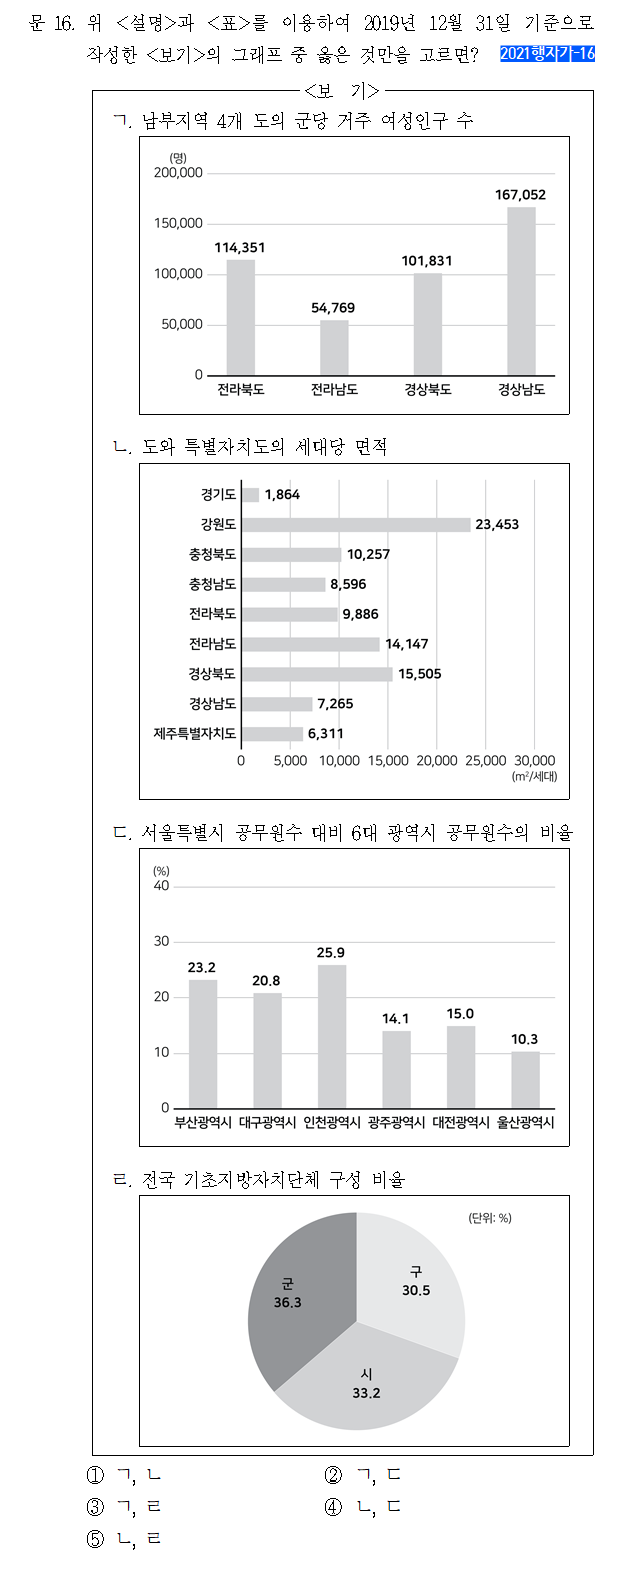 문 16. 위 <설명>과 <표>를 이용하여 2019년 12월 31일 기준으로
작성한 <보기>의 그래프 중 옳은 것만을 고르면? 2021행자가-16
<보 기>
ㄱ. 남부지역 4개 도의 군당 거주 여성인구 수
(명)
200,000
150,000
100,000
50,000
0
114,351
54,769
101,831
167,052
전라북도 전라남도 경상북도 경상남도
ㄴ. 도와 특별자치도의 세대당 면적
경기도 1,864
강원도 23,453
충청북도 10,257
충청남도 8,596
전라북도 9,886
전라남도 14,147
경상북도 15,505
경상남도 7,265
제주특별자치도 6,311
0 5,000 10,000 15,000 20,000 25,000 30,000
(m²/세대)
ㄷ. 서울특별시 공무원수 대비 6대 광역시 공무원수의 비율
(%)
40
30
20
10
0
23.2
20.8
25.9
14.1
15.0
10.3
부산광역시 대구광역시 인천광역시 광주광역시 대전광역시 울산광역시
ㄹ. 전국 기초지방자치단체 구성 비율
(단위: %)
구
30.5
군
36.3
시
33.2
① ㄱ, ㄴ ② ㄱ, ㄷ
③ ㄱ, ㄹ ④ ㄴ, ㄷ
⑤ ㄴ, ㄹ